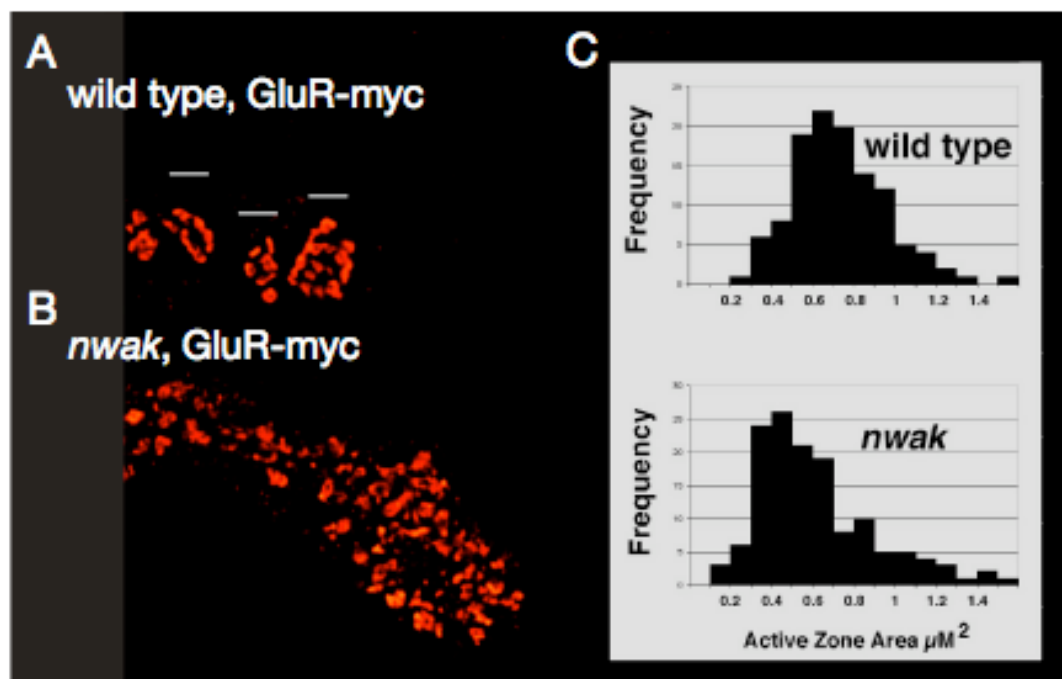 A
wild type, GluR-myc
B
nwak, GluR-myc
C
Frequency
wild type
0.2 0.4 0.6 0.8 1 1.2 1.4
Frequency
30
nwak
0.2 0.4 0.6 0.8 1 1.2 1.4
Active Zone Area µM²